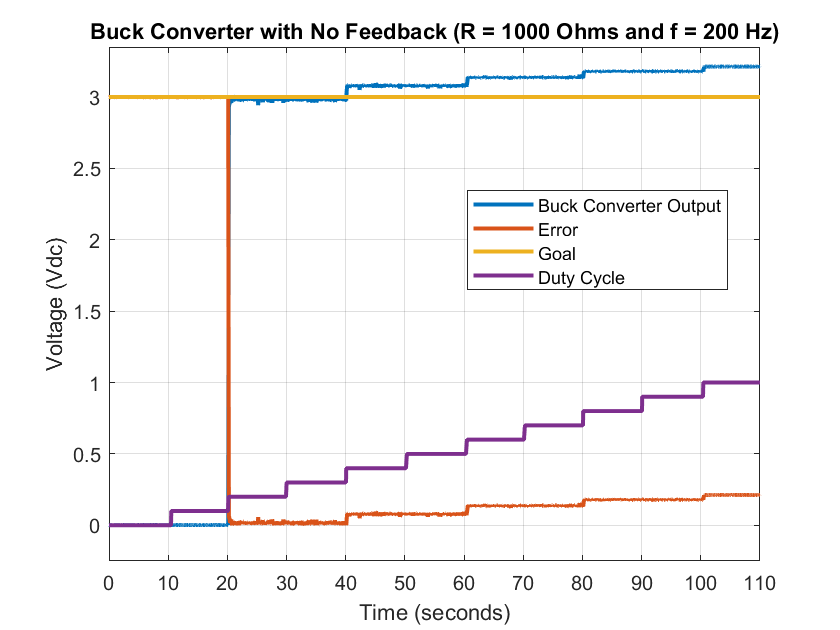 Buck Converter with No Feedback (R = 1000 Ohms and f = 200 Hz)
Voltage (Vdc)
3
2.5
2
1.5
1
0.5
0
Buck Converter Output
Error
Goal
Duty Cycle
0 10 20 30 40 50 60 70 80 90 100 110
Time (seconds)